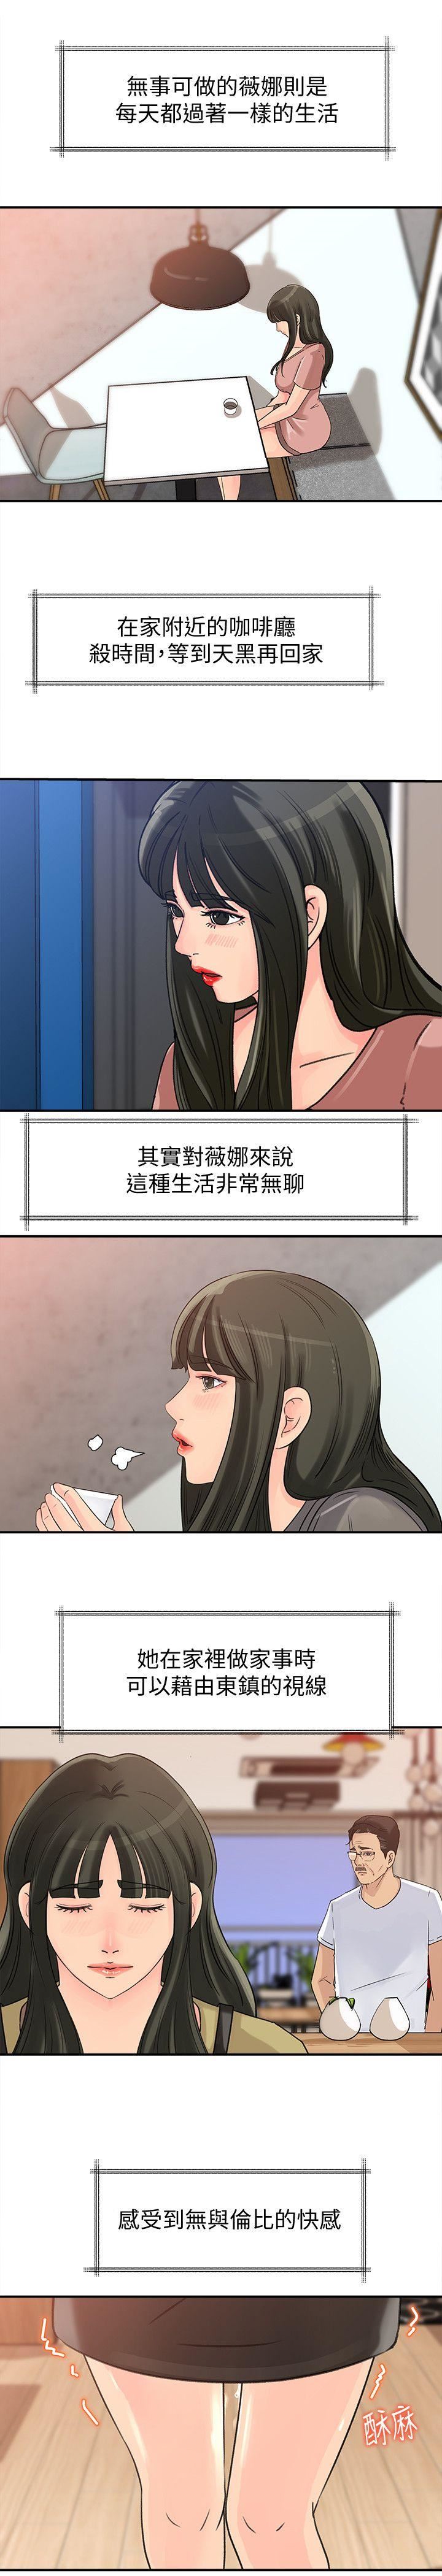 無事可做的薇娜則是
每天都過著一樣的生活
在家附近的咖啡廳
殺時間，等到天黑再回家
其實對薇娜來說
這種生活非常無聊
她在家裡做家事時
可以藉由東鎮的視線
感受到無與倫比的快感
酥麻